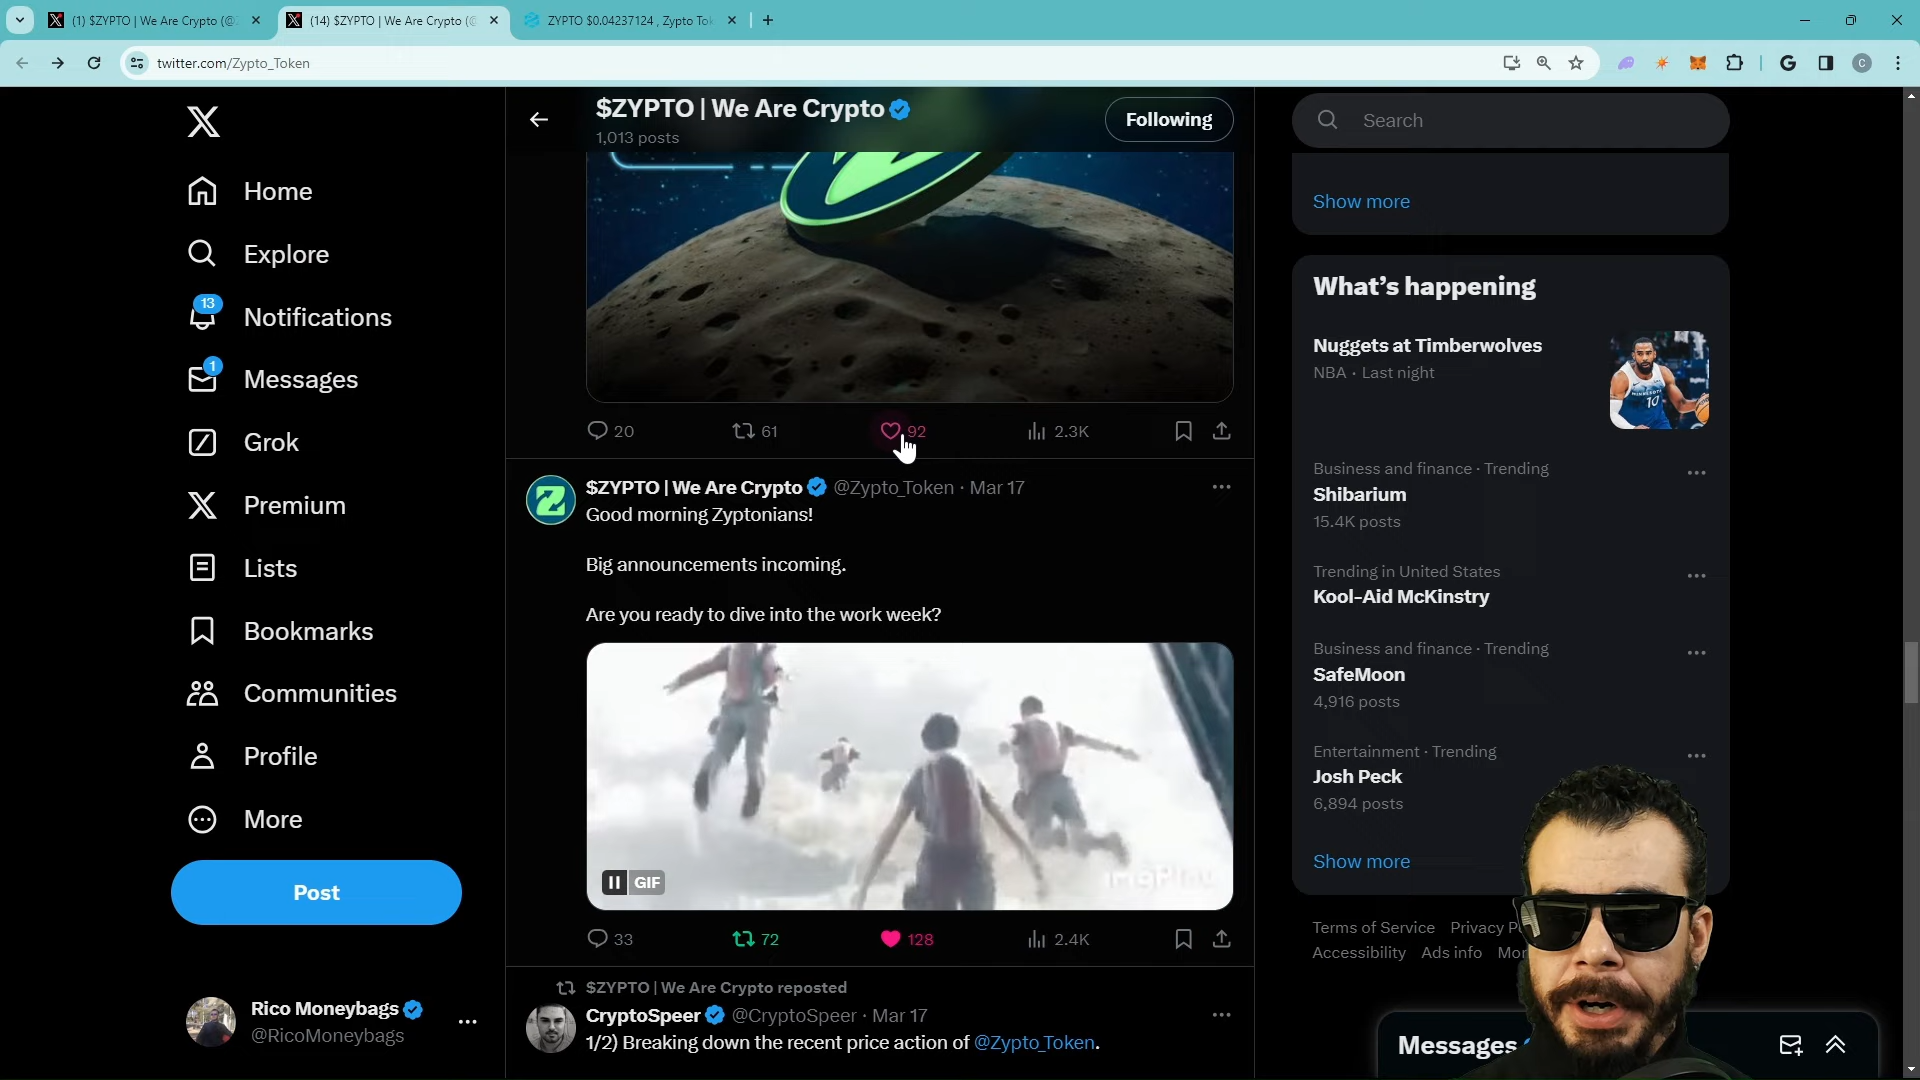 (1) $ZYPTO | We Are Crypto (@Z
(14) $ZYPTO | We Are Crypto (@
ZYPTO $0.04237124 , Zypto Tok
twitter.com/Zypto_Token
G
C
$ZYPTO | We Are Crypto
1,013 posts
Following
Search
Home
Explore
13
Notifications
1
Messages
Grok
Premium
Lists
Bookmarks
Communities
Profile
More
Post
Rico Moneybags
@RicoMoneybags
20
61
92
2.3K
$ZYPTO | We Are Crypto @Zypto_Token · Mar 17
Good morning Zyptonians!
Big announcements incoming.
Are you ready to dive into the work week?
GIF
33
72
128
2.4K
$ZYPTO | We Are Crypto reposted
CryptoSpeer @CryptoSpeer · Mar 17
1/2) Breaking down the recent price action of @Zypto_Token.
Show more
What's happening
Nuggets at Timberwolves
NBA · Last night
Business and finance · Trending
Shibarium
15.4K posts
Trending in United States
Kool-Aid McKinstry
Business and finance · Trending
SafeMoon
4,916 posts
Entertainment · Trending
Josh Peck
6,894 posts
Show more
Terms of Service Privacy P
Accessibility Ads info Mor
Messages